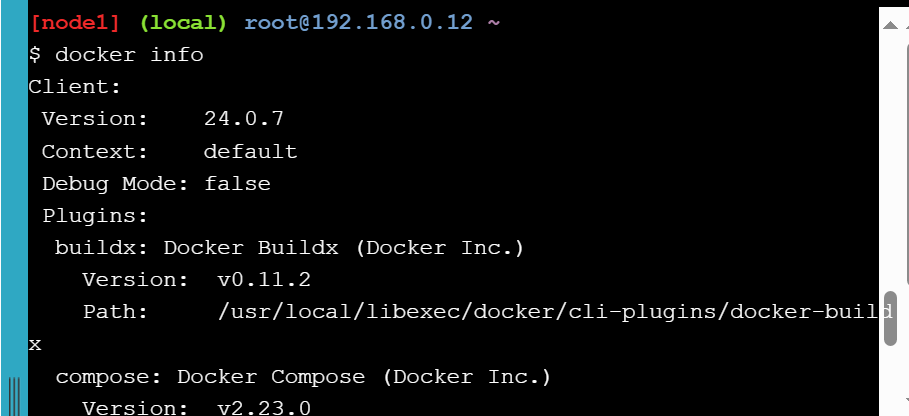 [node1] (local) root@192.168.0.12 ~
$ docker info
Client:
 Version:    24.0.7
 Context:    default
 Debug Mode: false
 Plugins:
  buildx: Docker Buildx (Docker Inc.)
    Version:  v0.11.2
    Path:     /usr/local/libexec/docker/cli-plugins/docker-build
x
  compose: Docker Compose (Docker Inc.)
    Version:  v2.23.0